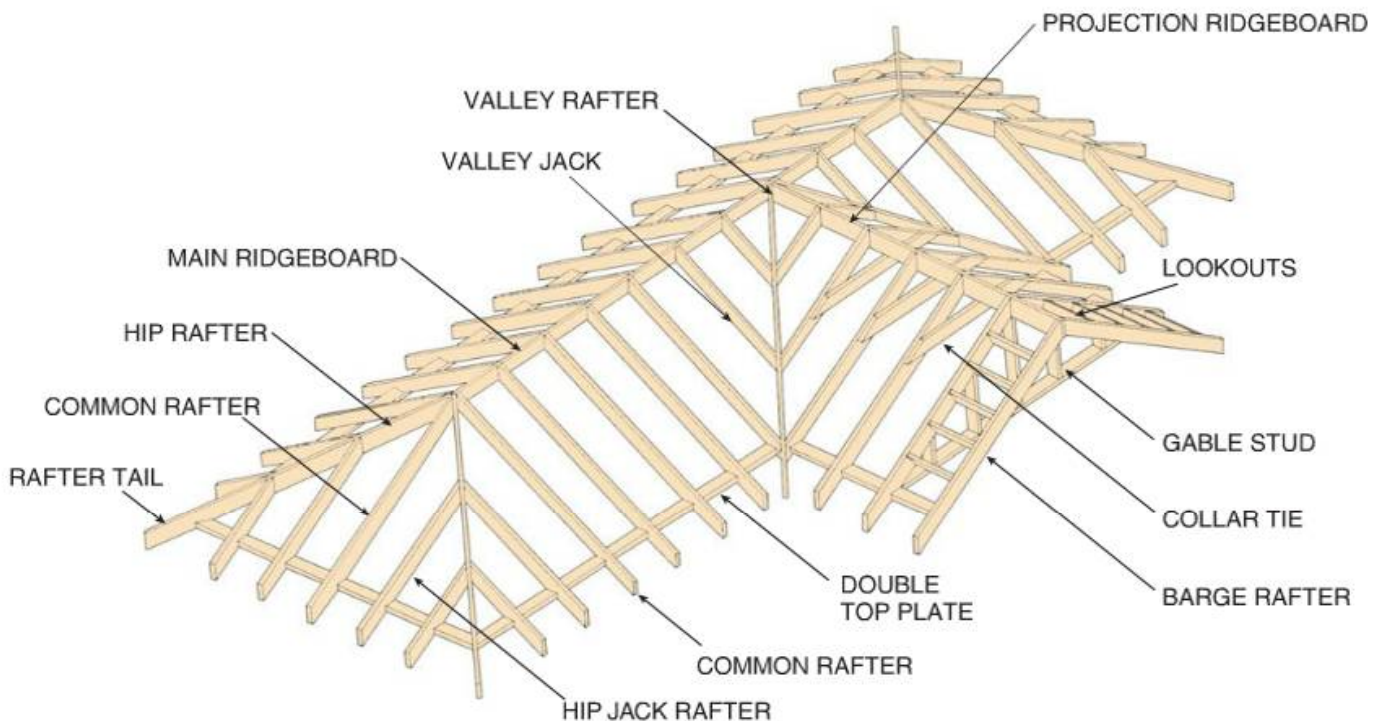 PROJECTION RIDGEBOARD
VALLEY RAFTER
VALLEY JACK
MAIN RIDGEBOARD
LOOKOUTS
HIP RAFTER
COMMON RAFTER
GABLE STUD
RAFTER TAIL
COLLAR TIE
DOUBLE
TOP PLATE
BARGE RAFTER
COMMON RAFTER
HIP JACK RAFTER